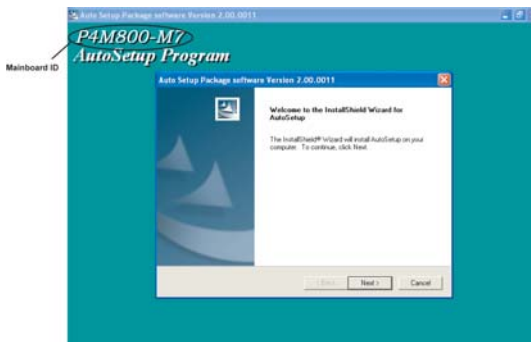 Auto Setup Package software Version 2.00.0011
P4M800-M7
AutoSetup Program
Mainboard ID
Auto Setup Package software Version 2.00.0011
Welcome to the InstallShield Wizard for
AutoSetup
The InstallShield® Wizard will install AutoSetup on your
computer. To continue, click Next.
Next >
Cancel